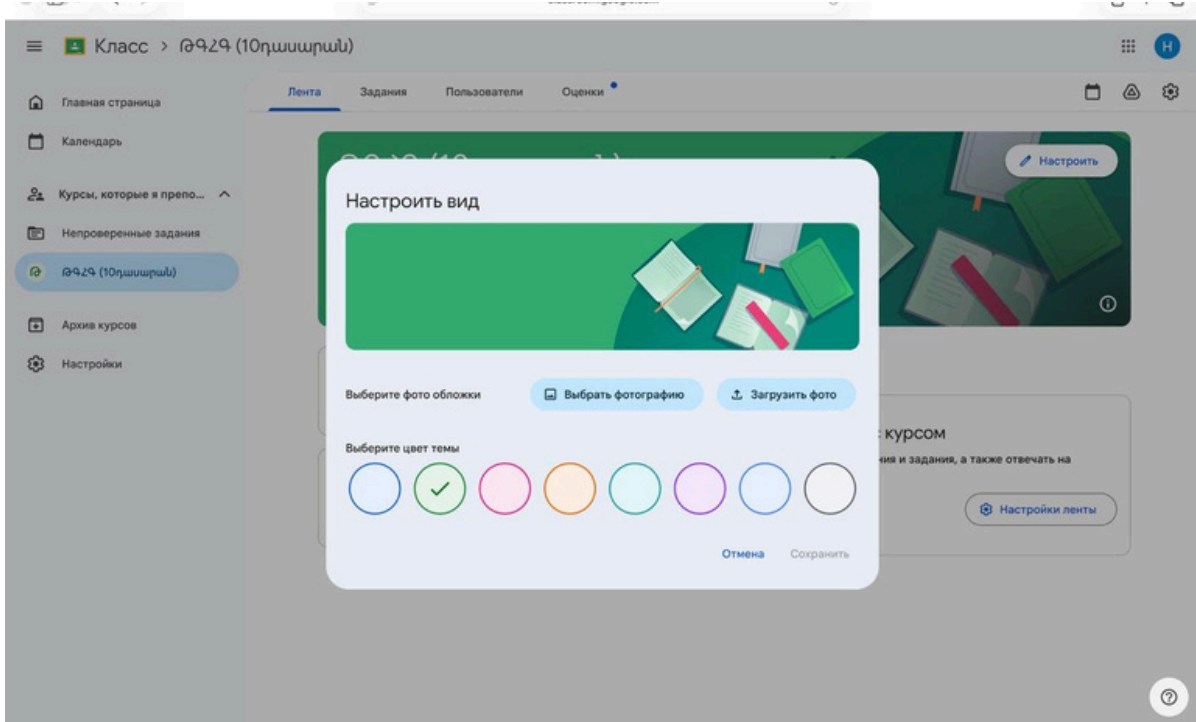 Класс > ԹԳՀԳ (10դասարան)
Н
Главная страница
Лента
Задания
Пользователи
Оценки
Календарь
Настроить
Курсы, которые я препо...
Настроить вид
Непроверенные задания
Թ
ԹԳՀԳ (10դասարան)
Архив курсов
Настройки
Выберите фото обложки
Выбрать фотографию
Загрузить фото
курсом
ния и задания, а также отвечать на
Выберите цвет темы
Настройки ленты
Отмена
Сохранить